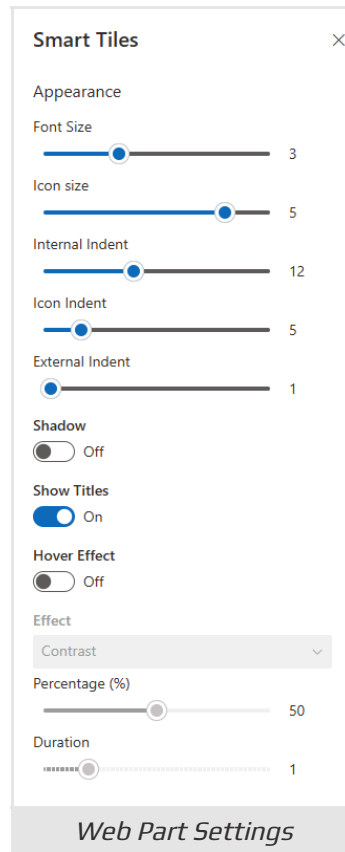 Smart Tiles
Appearance
Font Size
3
Icon size
5
Internal Indent
12
Icon Indent
5
External Indent
1
Shadow
Off
Show Titles
On
Hover Effect
Off
Effect
Contrast
Percentage (%)
50
Duration
1
Web Part Settings